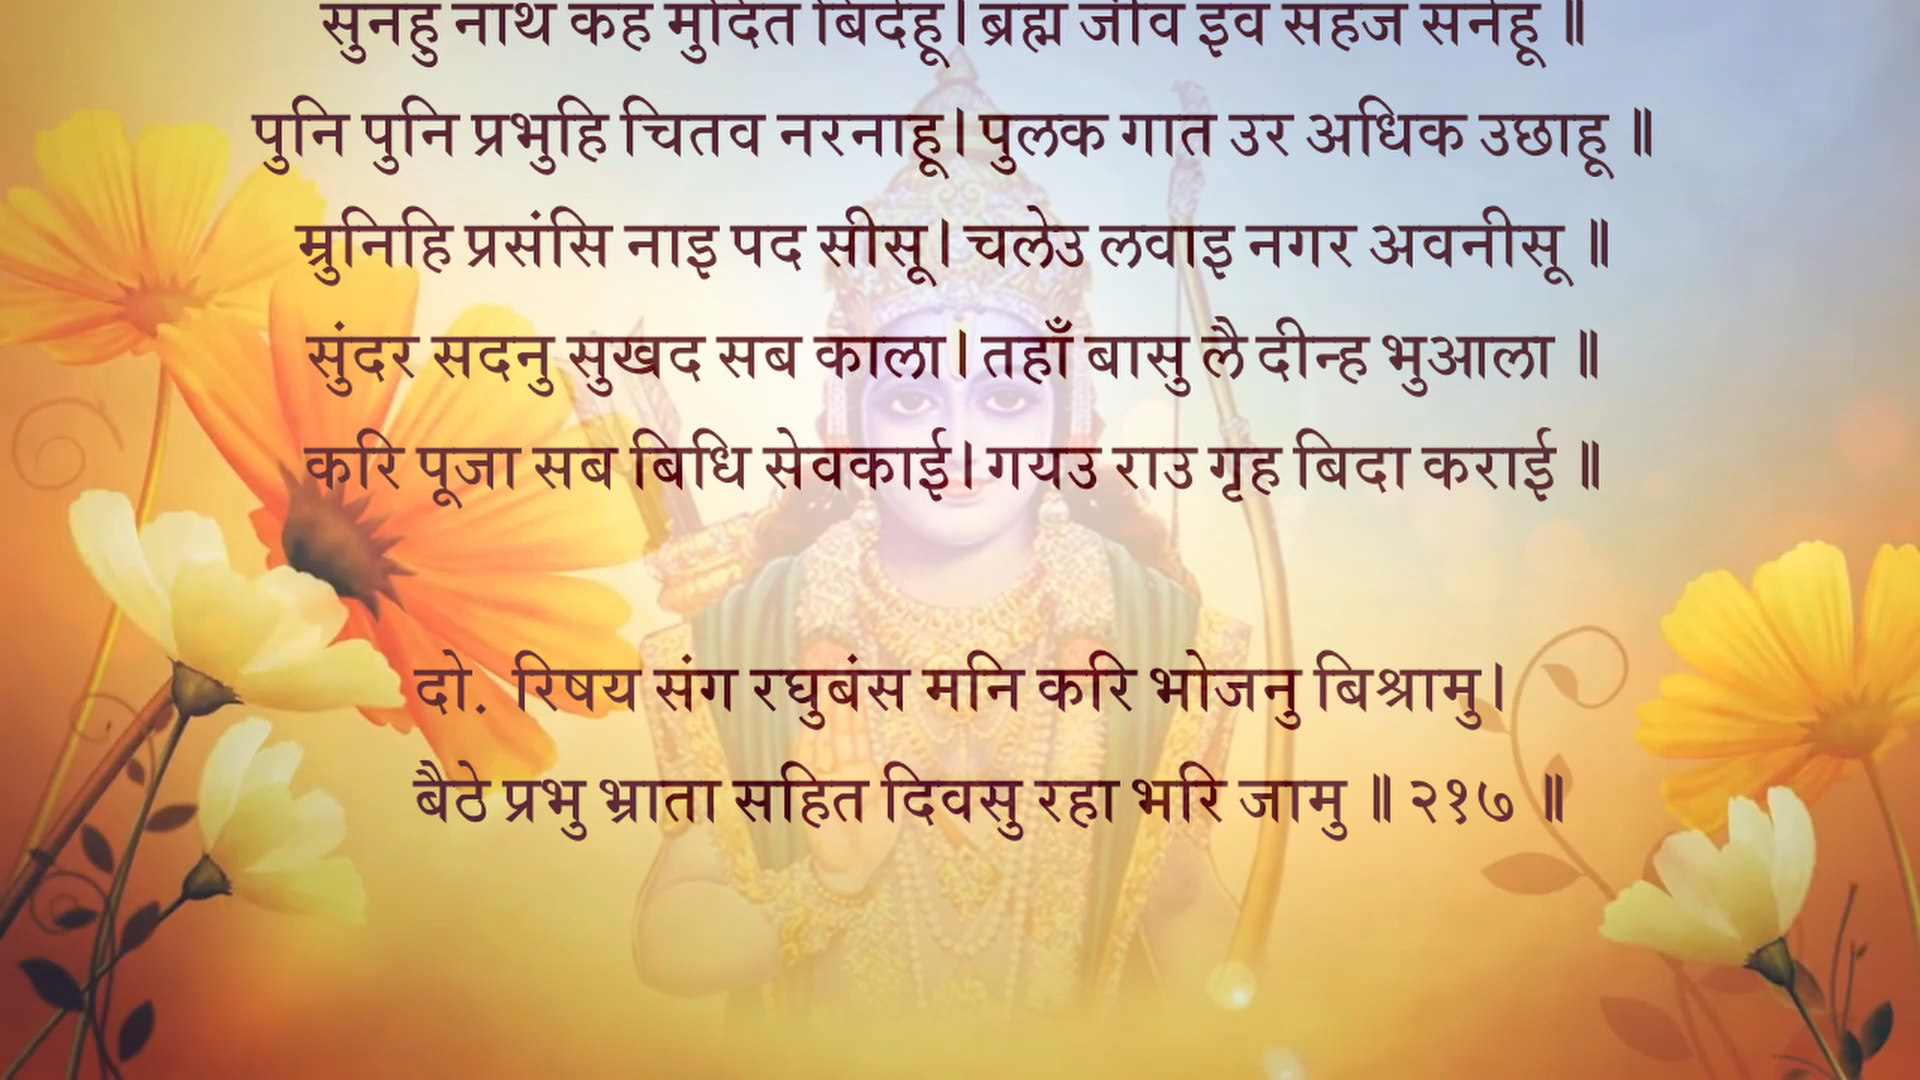 सुनहु नाथ कह मुदित बिदेहू। ब्रह्म जीव इव सहज सनेहू ॥
पुनि पुनि प्रभुहि चितव नरनाहू। पुलक गात उर अधिक उछाहू ॥
म्रुनिहि प्रसंसि नाइ पद सीसू। चलेउ लवाइ नगर अवनीसू ॥
सुंदर सदनु सुखद सब काला। तहाँ बासु लै दीन्ह भुआला ॥
करि पूजा सब बिधि सेवकाई। गयउ राउ गृह बिदा कराई ॥
दो. रिषय संग रघुबंस मनि करि भोजनु बिश्रामु।
बैठे प्रभु भ्राता सहित दिवसु रहा भरि जामु ॥ २१७ ॥